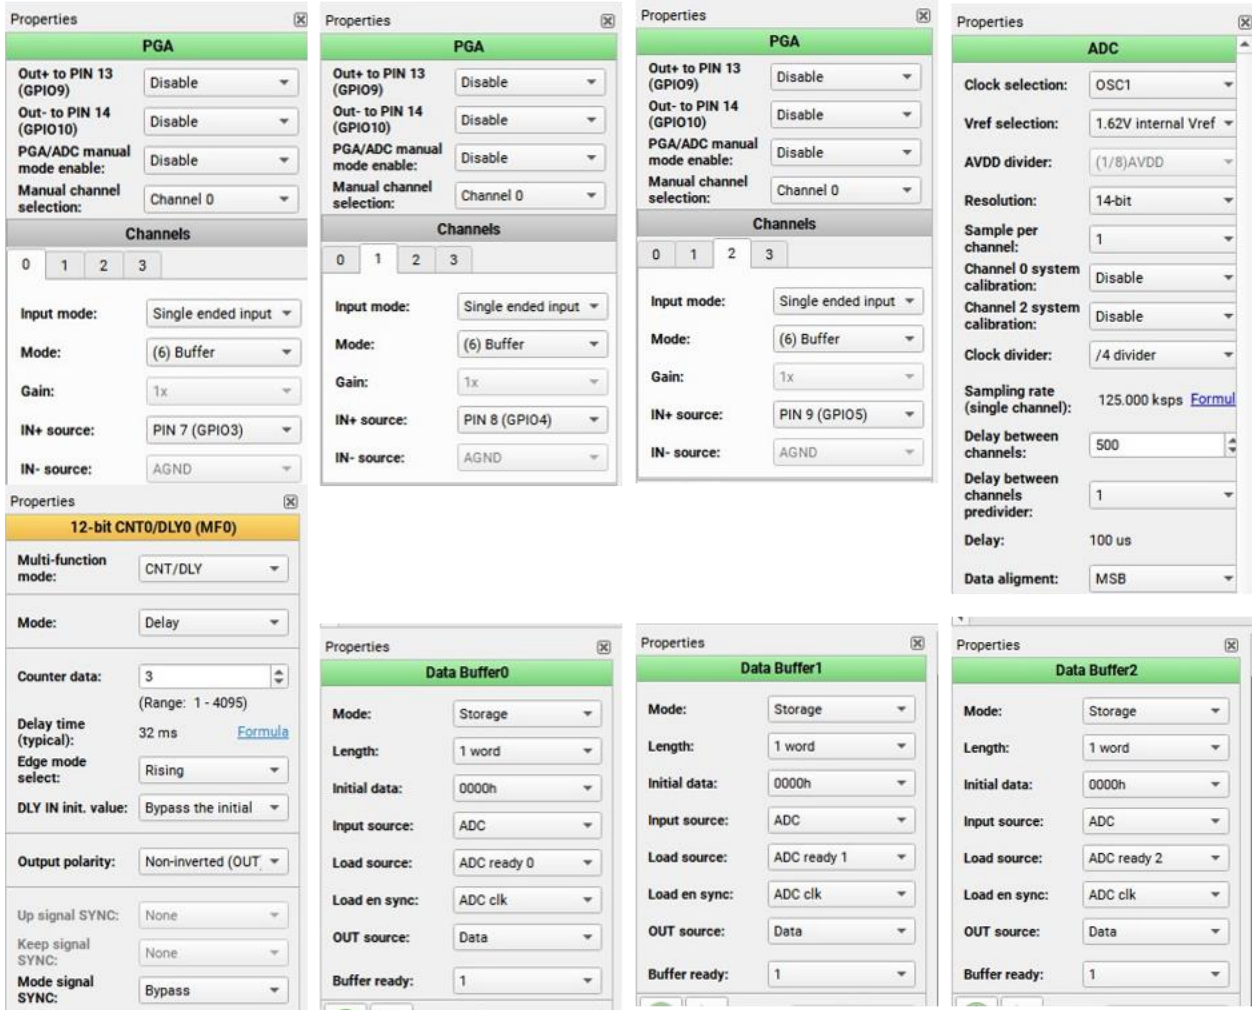 Properties
PGA
Out+ to PIN 13
(GPIO9)
Disable
Out- to PIN 14
(GPIO10)
Disable
PGA/ADC manual
mode enable:
Disable
Manual channel
selection:
Channel 0
Channels
0 1 2 3
Input mode:
Single ended input
Mode:
(6) Buffer
Gain:
1x
IN+ source:
PIN 7 (GPIO3)
IN- source:
AGND
Properties
PGA
Out+ to PIN 13
(GPIO9)
Disable
Out- to PIN 14
(GPIO10)
Disable
PGA/ADC manual
mode enable:
Disable
Manual channel
selection:
Channel 0
Channels
0 1 2 3
Input mode:
Single ended input
Mode:
(6) Buffer
Gain:
1x
IN+ source:
PIN 8 (GPIO4)
IN- source:
AGND
Properties
PGA
Out+ to PIN 13
(GPIO9)
Disable
Out- to PIN 14
(GPIO10)
Disable
PGA/ADC manual
mode enable:
Disable
Manual channel
selection:
Channel 0
Channels
0 1 2 3
Input mode:
Single ended input
Mode:
(6) Buffer
Gain:
1x
IN+ source:
PIN 9 (GPIO5)
IN- source:
AGND
Properties
ADC
Clock selection:
OSC1
Vref selection:
1.62V internal Vref
AVDD divider:
(1/8)AVDD
Resolution:
14-bit
Sample per
channel:
1
Channel 0 system
calibration:
Disable
Channel 2 system
calibration:
Disable
Clock divider:
/4 divider
Sampling rate
(single channel):
125.000 ksps Formul
Delay between
channels:
500
Delay between
channels
predivider:
1
Delay:
100 us
Data aligment:
MSB
Properties
12-bit CNT0/DLY0 (MF0)
Multi-function
mode:
CNT/DLY
Mode:
Delay
Counter data:
3
(Range: 1 - 4095)
Delay time
(typical):
32 ms Formula
Edge mode
select:
Rising
DLY IN init. value:
Bypass the initial
Output polarity:
Non-inverted (OUT
Up signal SYNC:
None
Keep signal
SYNC:
None
Mode signal
SYNC:
Bypass
Properties
Data Buffer0
Mode:
Storage
Length:
1 word
Initial data:
0000h
Input source:
ADC
Load source:
ADC ready 0
Load en sync:
ADC clk
OUT source:
Data
Buffer ready:
1
Properties
Data Buffer1
Mode:
Storage
Length:
1 word
Initial data:
0000h
Input source:
ADC
Load source:
ADC ready 1
Load en sync:
ADC clk
OUT source:
Data
Buffer ready:
1
Properties
Data Buffer2
Mode:
Storage
Length:
1 word
Initial data:
0000h
Input source:
ADC
Load source:
ADC ready 2
Load en sync:
ADC clk
OUT source:
Data
Buffer ready:
1